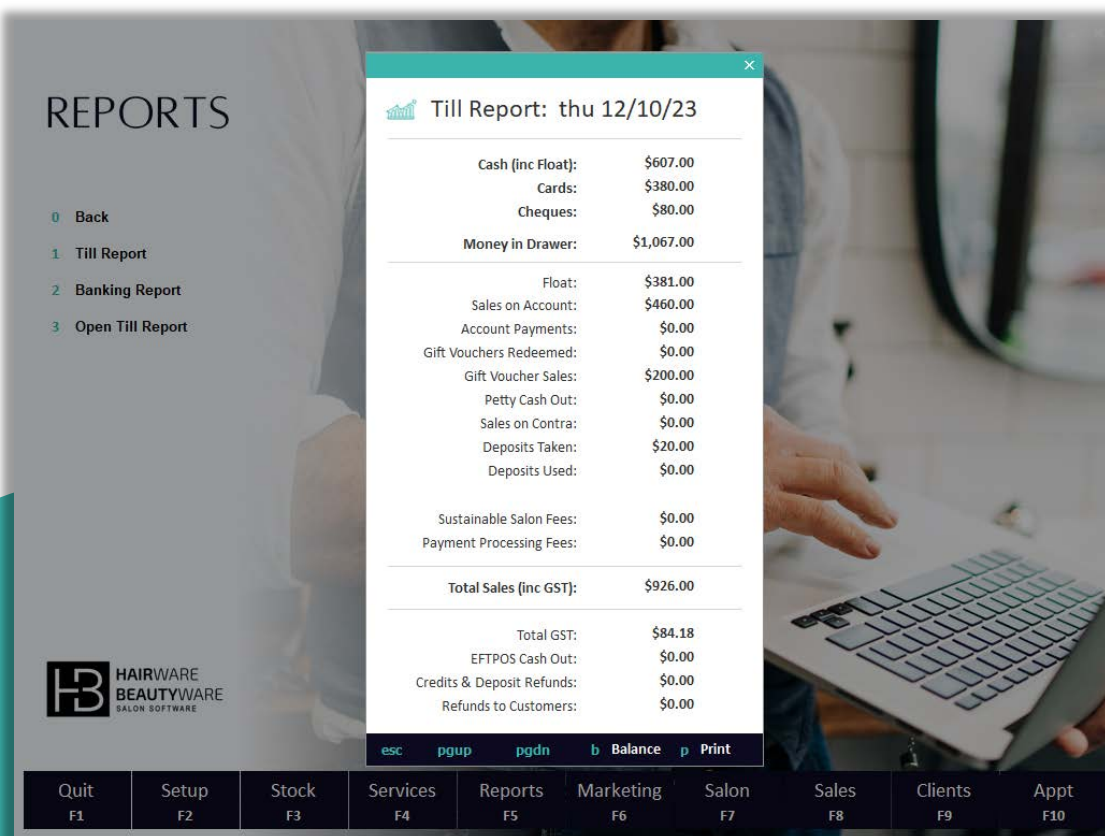 REPORTS
0 Back
1 Till Report
2 Banking Report
3 Open Till Report
×
Till Report: thu 12/10/23
Cash (inc Float): $607.00
Cards: $380.00
Cheques: $80.00
Money in Drawer: $1,067.00
Float: $381.00
Sales on Account: $460.00
Account Payments: $0.00
Gift Vouchers Redeemed: $0.00
Gift Voucher Sales: $200.00
Petty Cash Out: $0.00
Sales on Contra: $0.00
Deposits Taken: $20.00
Deposits Used: $0.00
Sustainable Salon Fees: $0.00
Payment Processing Fees: $0.00
Total Sales (inc GST): $926.00
Total GST: $84.18
EFTPOS Cash Out: $0.00
Credits & Deposit Refunds: $0.00
Refunds to Customers: $0.00
esc pgup pgdn b Balance p Print
HB
HAIRWARE
BEAUTYWARE
SALON SOFTWARE
Quit Setup Stock Services Reports Marketing Salon Sales Clients Appt
F1 F2 F3 F4 F5 F6 F7 F8 F9 F10